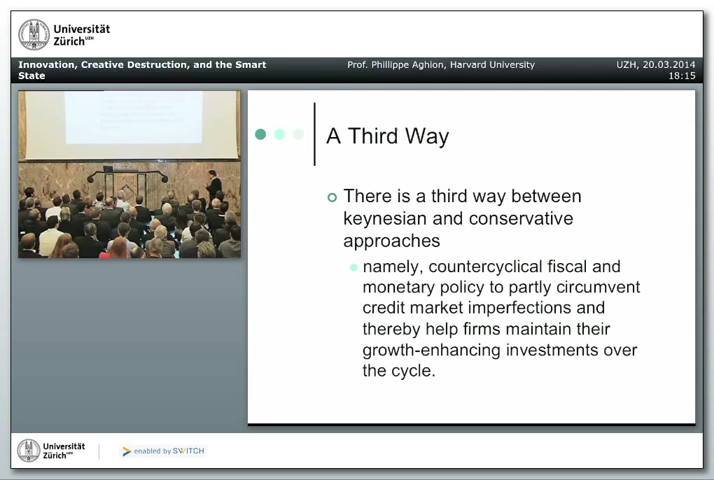 Universität
Zürich UZH
Innovation, Creative Destruction, and the Smart
State
Prof. Phillippe Aghion, Harvard University
UZH, 20.03.2014
18:15
A Third Way
There is a third way between
keynesian and conservative
approaches
namely, countercyclical fiscal and
monetary policy to partly circumvent
credit market imperfections and
thereby help firms maintain their
growth-enhancing investments over
the cycle.
Universität
Zürich UZH
enabled by SWITCH